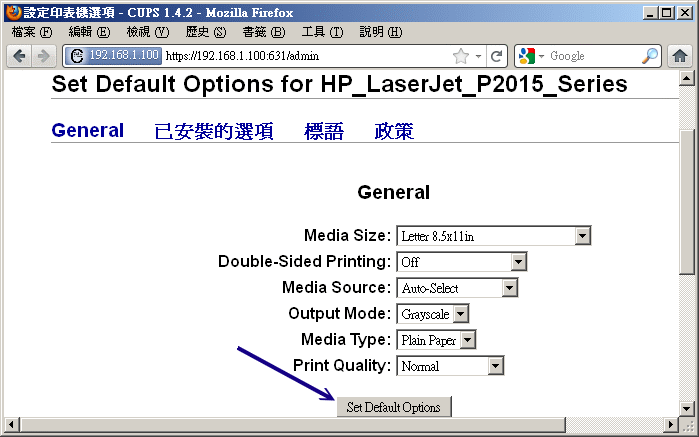 設定印表機選項 - CUPS 1.4.2 - Mozilla Firefox
檔案 (F) 編輯 (E) 檢視 (V) 歷史 (S) 書籤 (B) 工具 (T) 說明 (H)
192.168.1.100 https://192.168.1.100:631/admin Google
Set Default Options for HP_LaserJet_P2015_Series
General 已安裝的選項 標語 政策
General
Media Size: Letter 8.5x11in
Double-Sided Printing: Off
Media Source: Auto-Select
Output Mode: Grayscale
Media Type: Plain Paper
Print Quality: Normal
Set Default Options